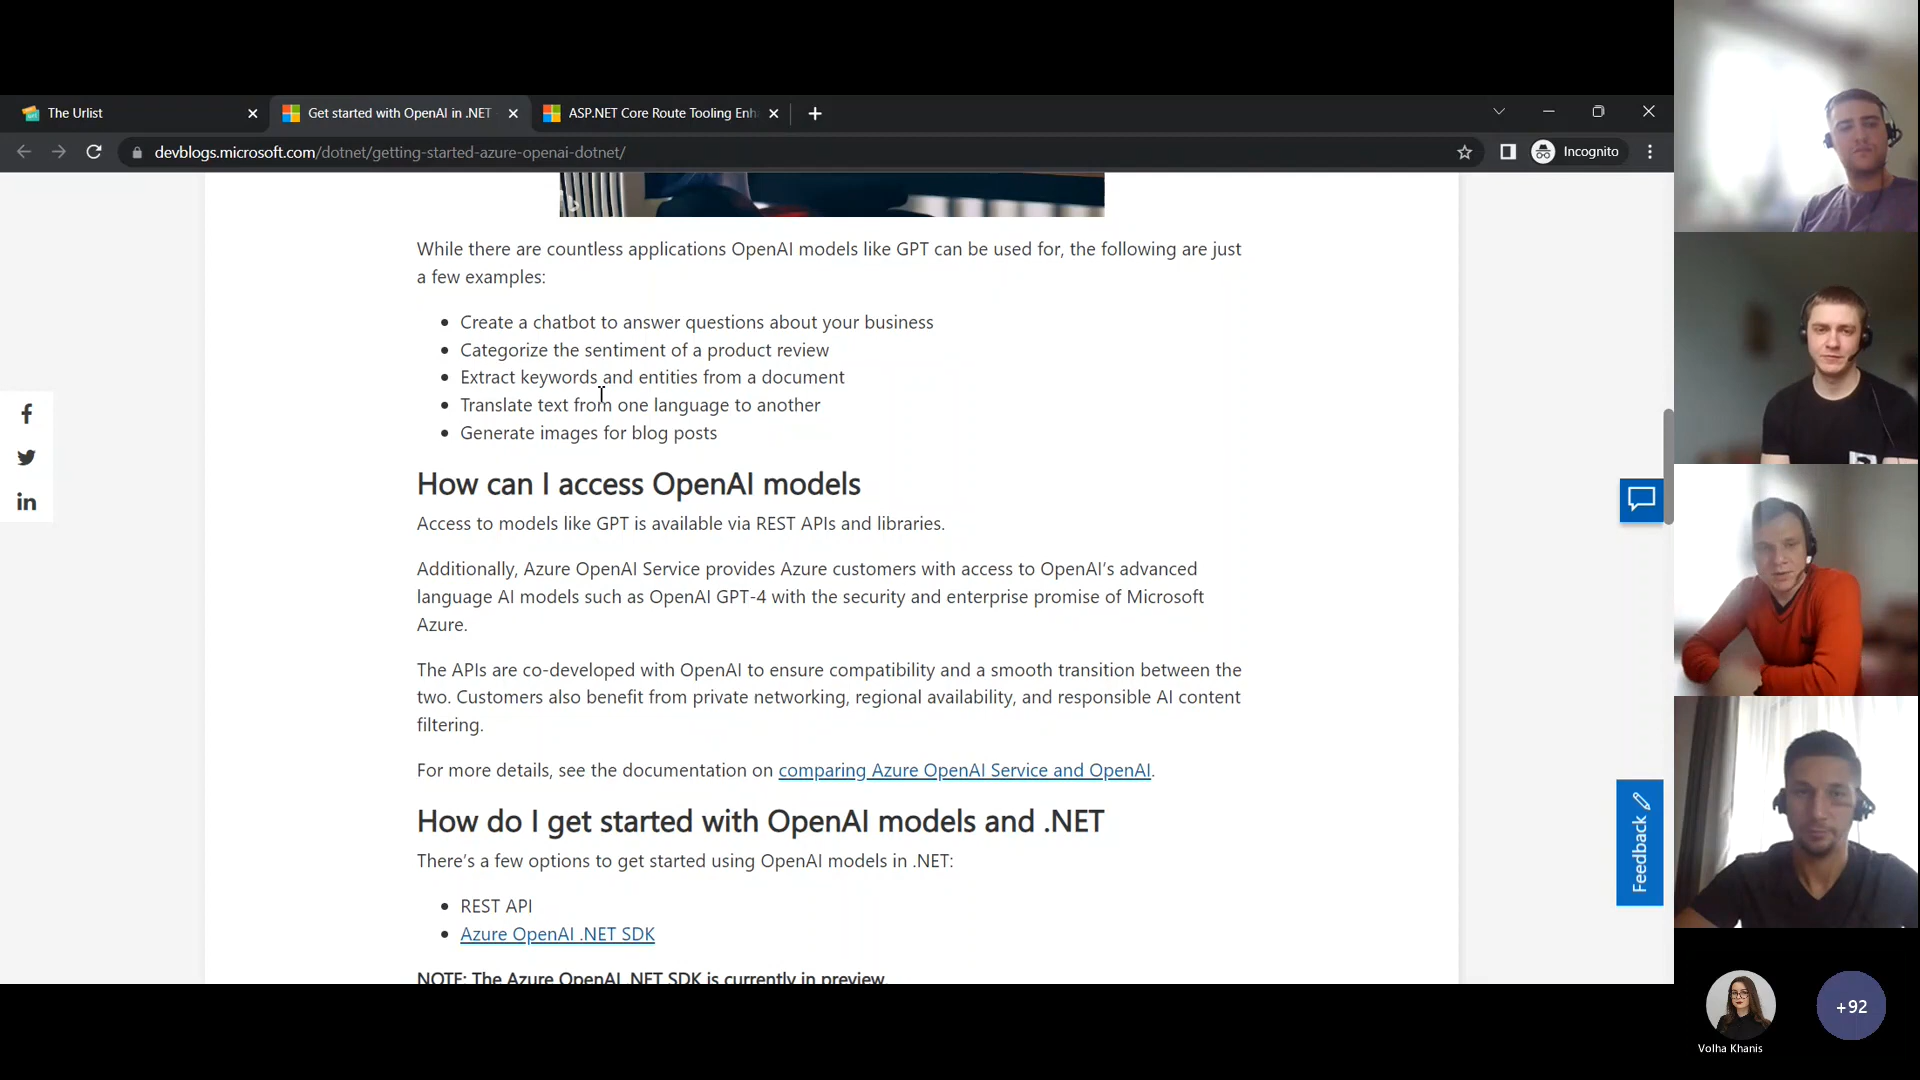 The Urlist
Get started with OpenAI in .NET
ASP.NET Core Route Tooling Enh
devblogs.microsoft.com/dotnet/getting-started-azure-openai-dotnet/
Incognito
While there are countless applications OpenAI models like GPT can be used for, the following are just
a few examples:
Create a chatbot to answer questions about your business
Categorize the sentiment of a product review
Extract keywords and entities from a document
Translate text from one language to another
Generate images for blog posts
How can I access OpenAI models
Access to models like GPT is available via REST APIs and libraries.
Additionally, Azure OpenAI Service provides Azure customers with access to OpenAI’s advanced
language AI models such as OpenAI GPT-4 with the security and enterprise promise of Microsoft
Azure.
The APIs are co-developed with OpenAI to ensure compatibility and a smooth transition between the
two. Customers also benefit from private networking, regional availability, and responsible AI content
filtering.
For more details, see the documentation on comparing Azure OpenAI Service and OpenAI.
How do I get started with OpenAI models and .NET
There’s a few options to get started using OpenAI models in .NET:
REST API
Azure OpenAI .NET SDK
NOTE: The Azure OpenAI .NET SDK is currently in preview.
Feedback
+92
Volha Khanis